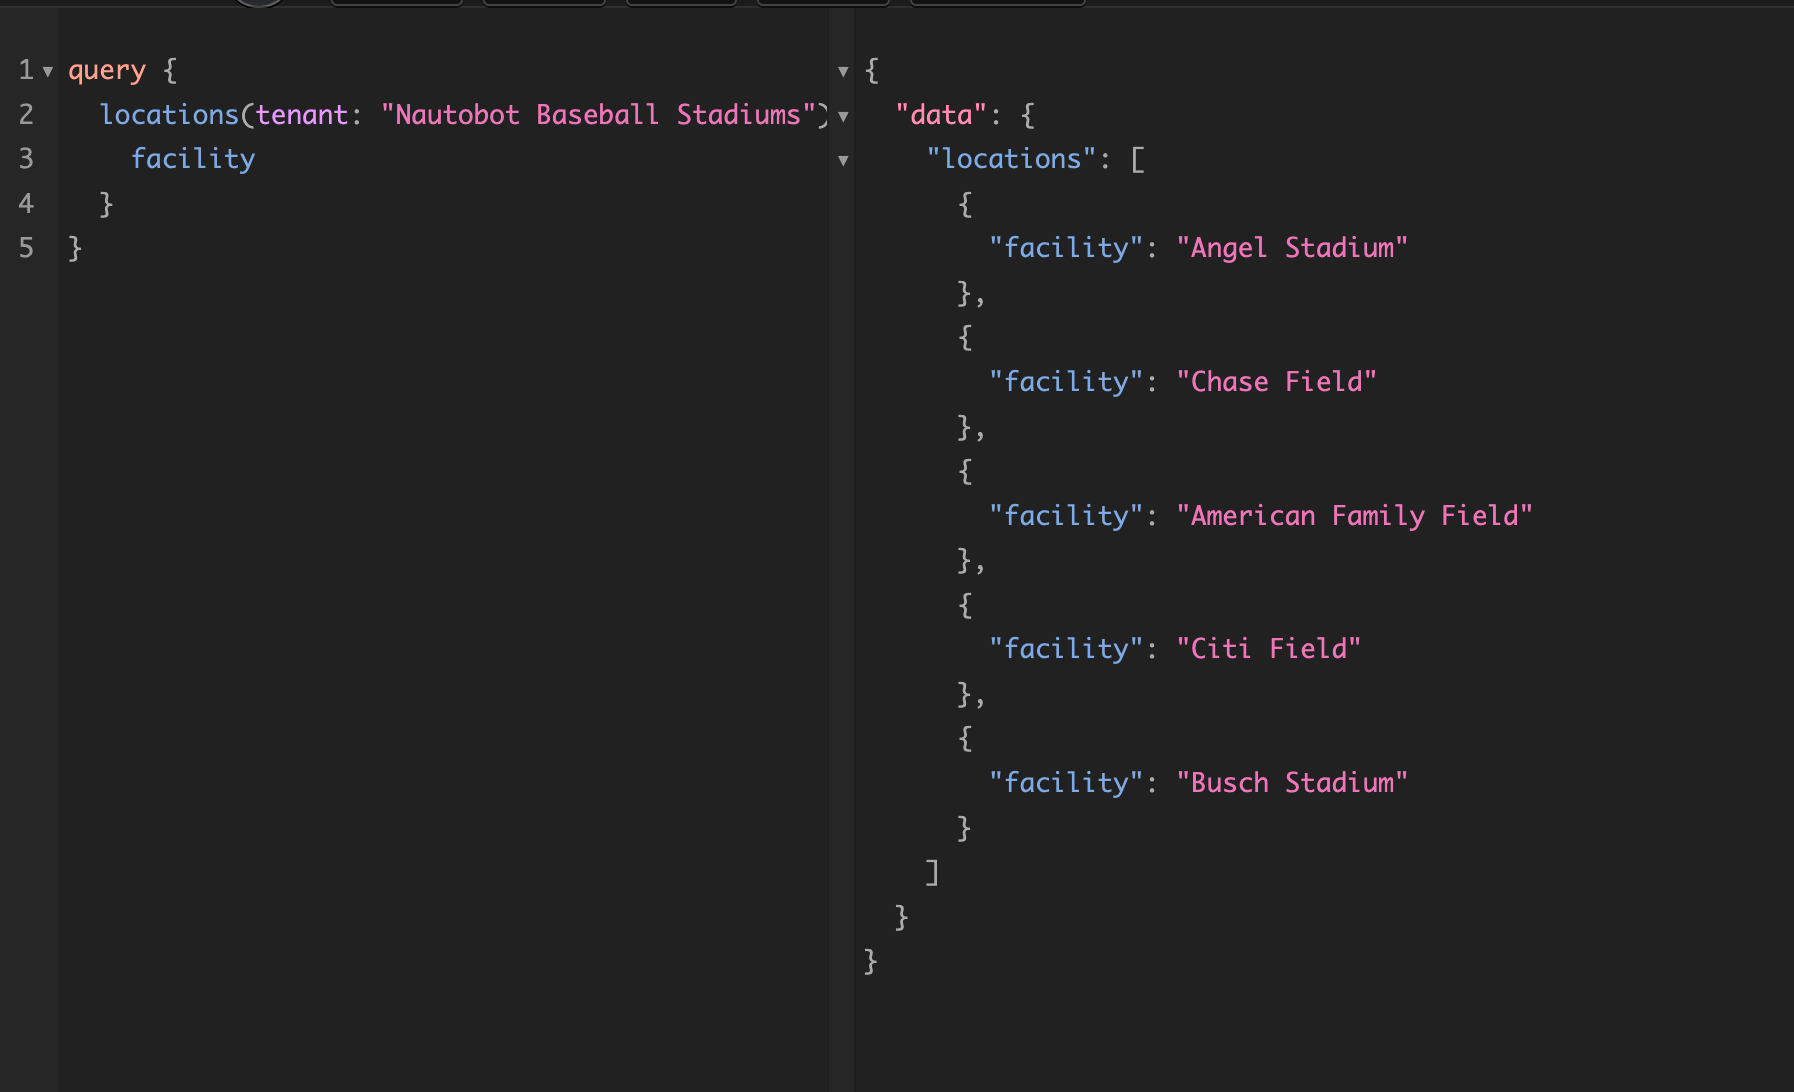 1 query {
2 locations(tenant: "Nautobot Baseball Stadiums")
3 facility
4 }
5 }
{
"data": {
"locations": [
{
"facility": "Angel Stadium"
},
{
"facility": "Chase Field"
},
{
"facility": "American Family Field"
},
{
"facility": "Citi Field"
},
{
"facility": "Busch Stadium"
}
]
}
}